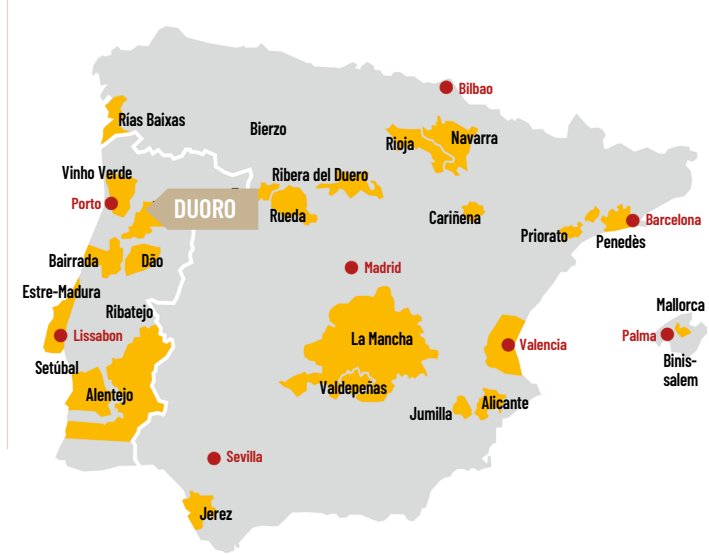 Bilbao
Rías Baixas
Bierzo
Rioja
Navarra
Vinho Verde
Ribera del Duero
Porto
DUORO
Rueda
Cariñena
Priorato
Barcelona
Penedès
Bairrada
Dão
Madrid
Estre-Madura
Ribatejo
Mallorca
Lissabon
La Mancha
Valencia
Palma
Setúbal
Binis-
salem
Alentejo
Valdepeñas
Jumilla
Alicante
Sevilla
Jerez